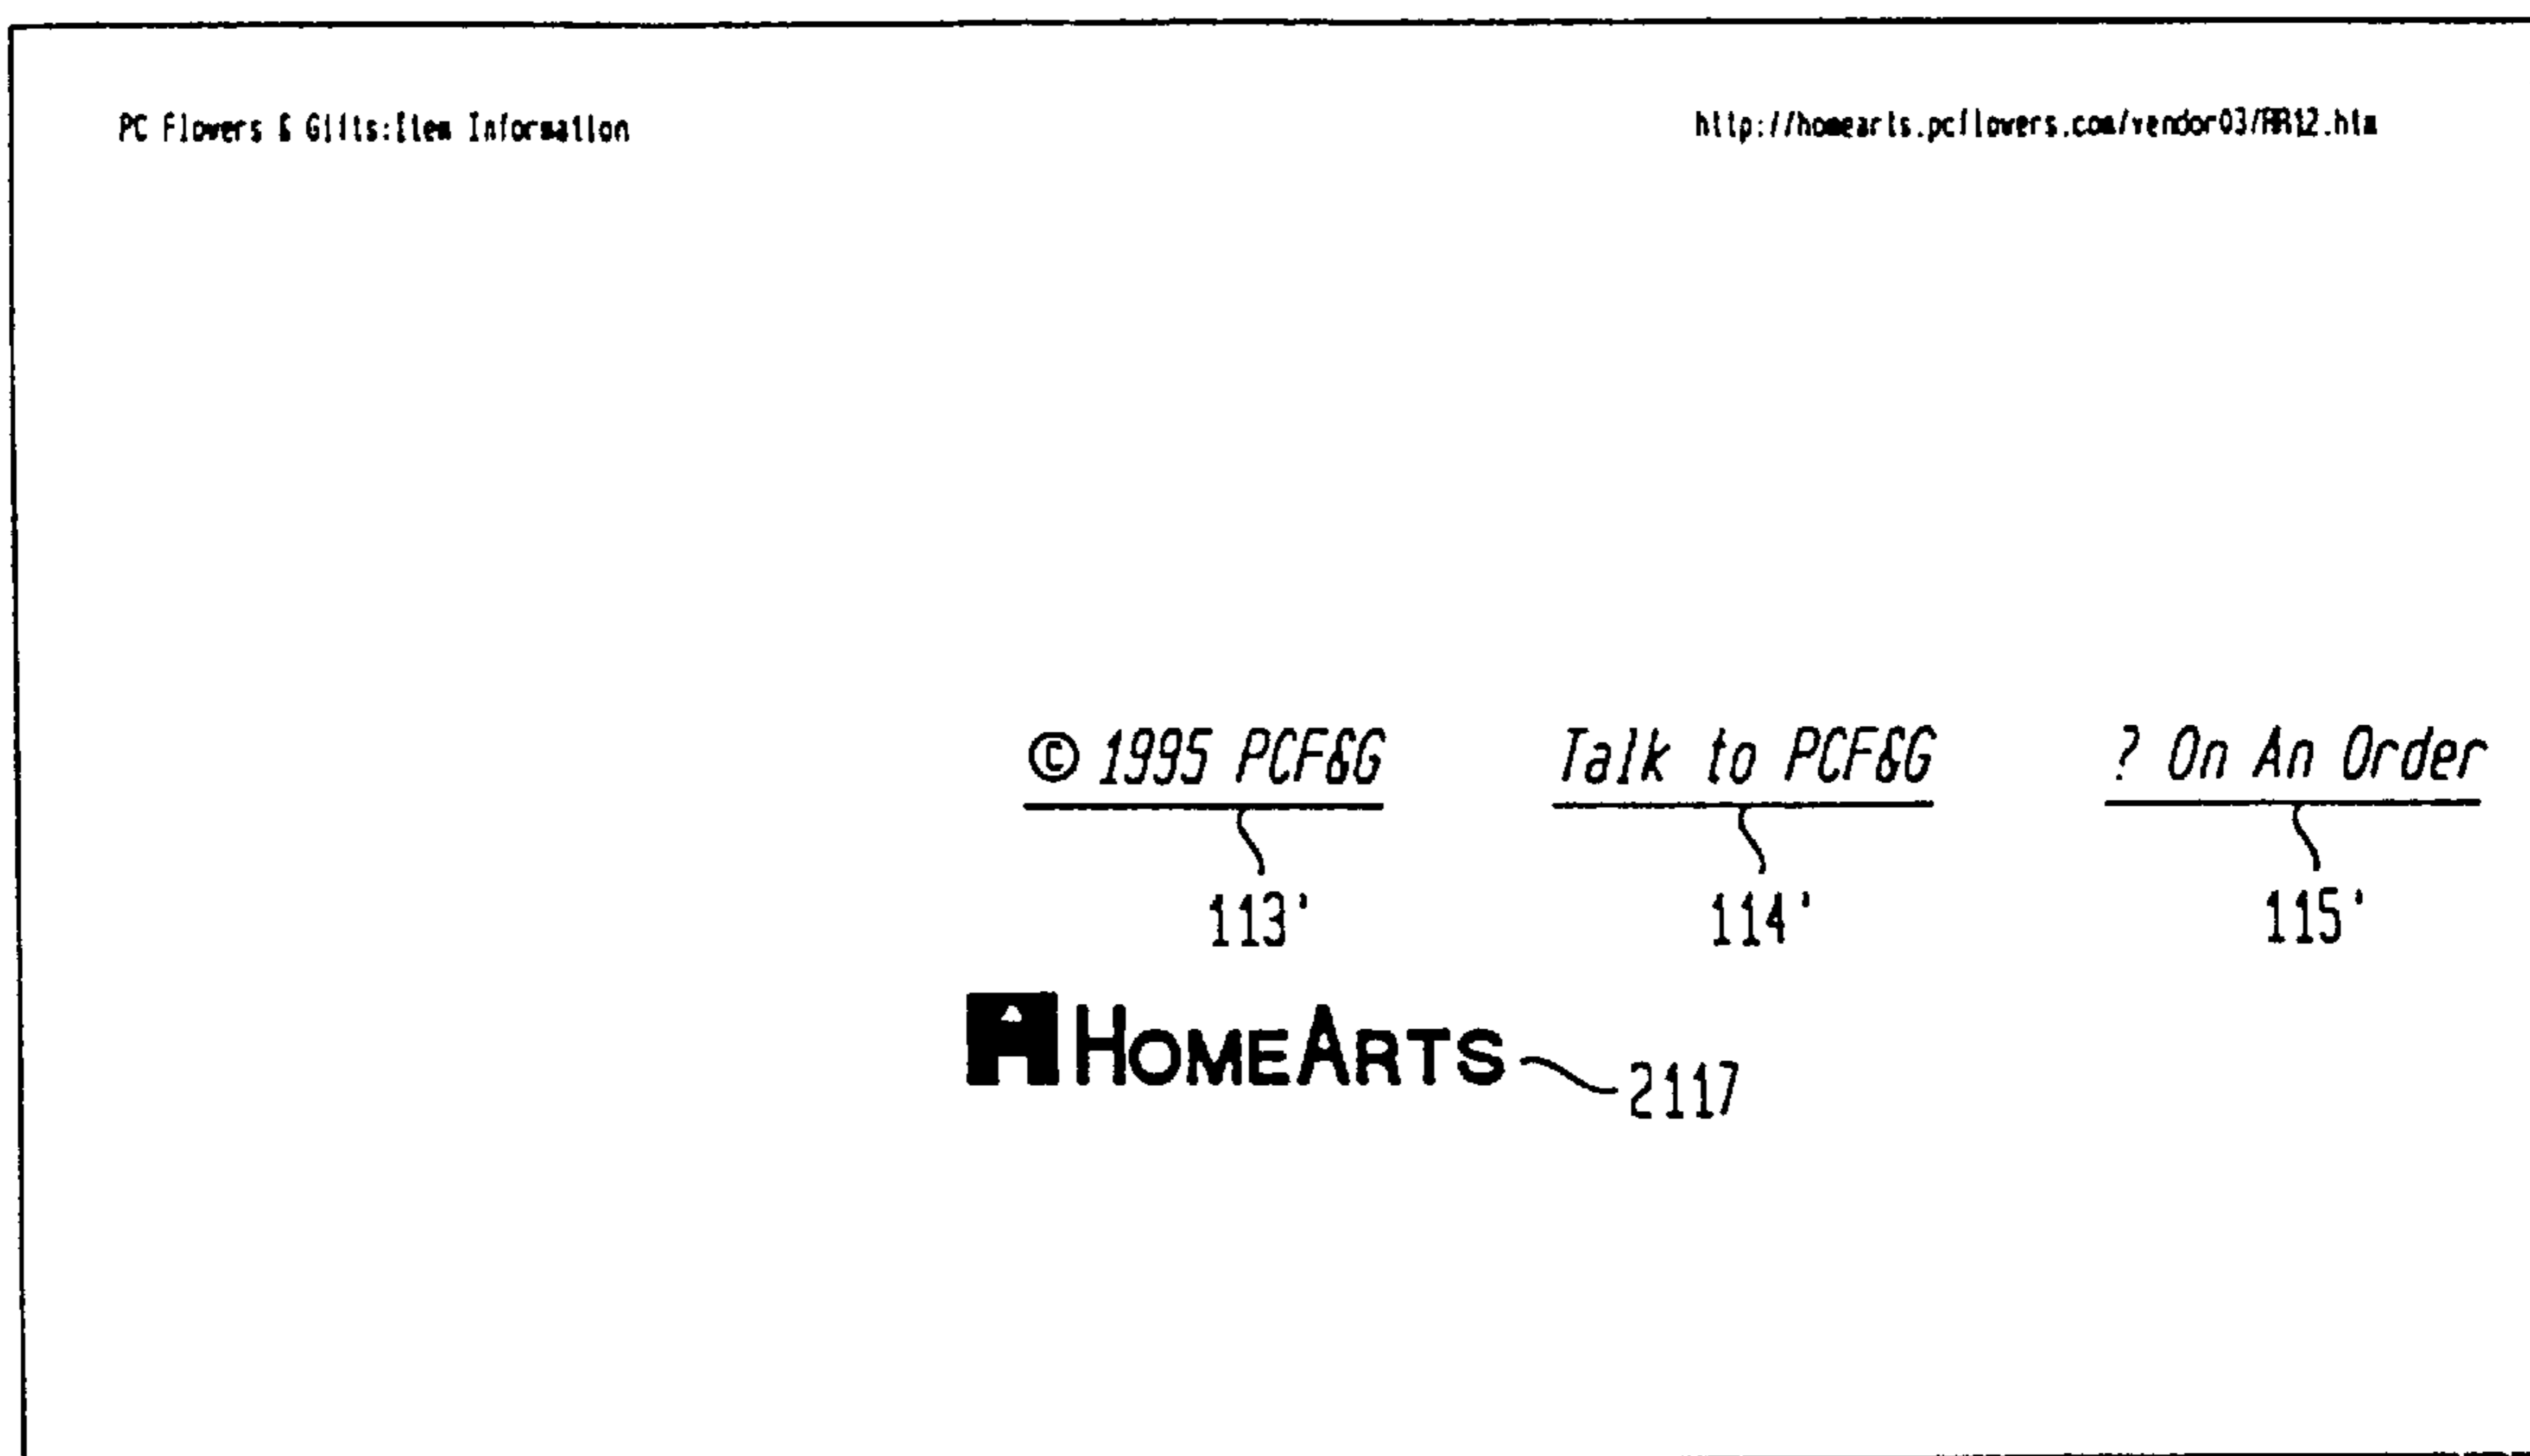 PC Flowers & Gifts:Item Information http://homearts.pcflowers.com/vendor03/RR12.htm
© 1995 PCF&G Talk to PCF&G ? On An Order
113' 114' 115'
HOMEARTS 2117